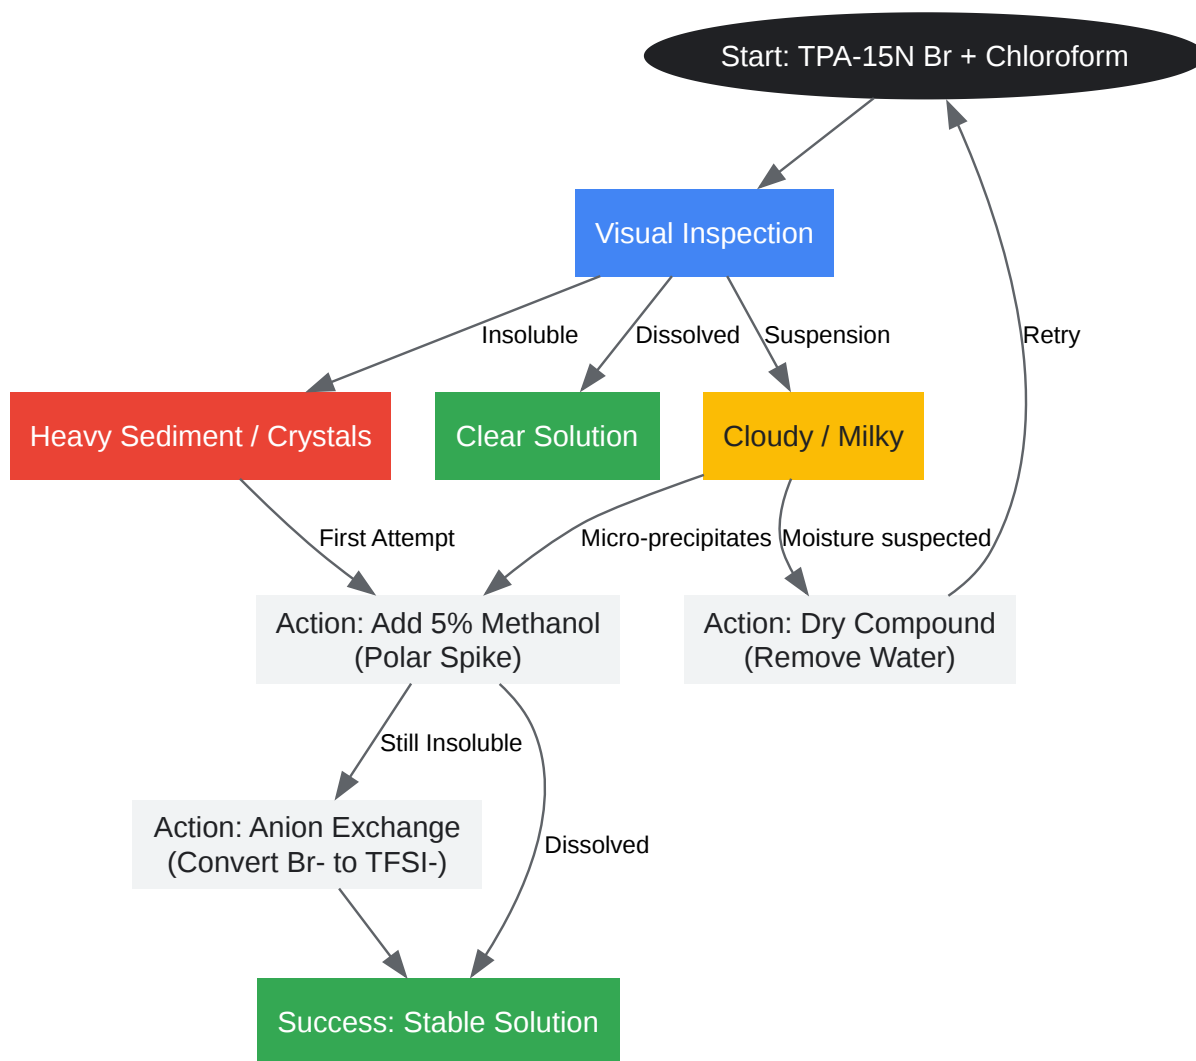 Start: TPA-15N Br + Chloroform
Visual Inspection
Insoluble
Dissolved
Suspension
Retry
Heavy Sediment / Crystals
Clear Solution
Cloudy / Milky
First Attempt
Micro-precipitates
Moisture suspected
Action: Add 5% Methanol
(Polar Spike)
Action: Dry Compound
(Remove Water)
Still Insoluble
Action: Anion Exchange
(Convert Br- to TFSI-)
Dissolved
Success: Stable Solution